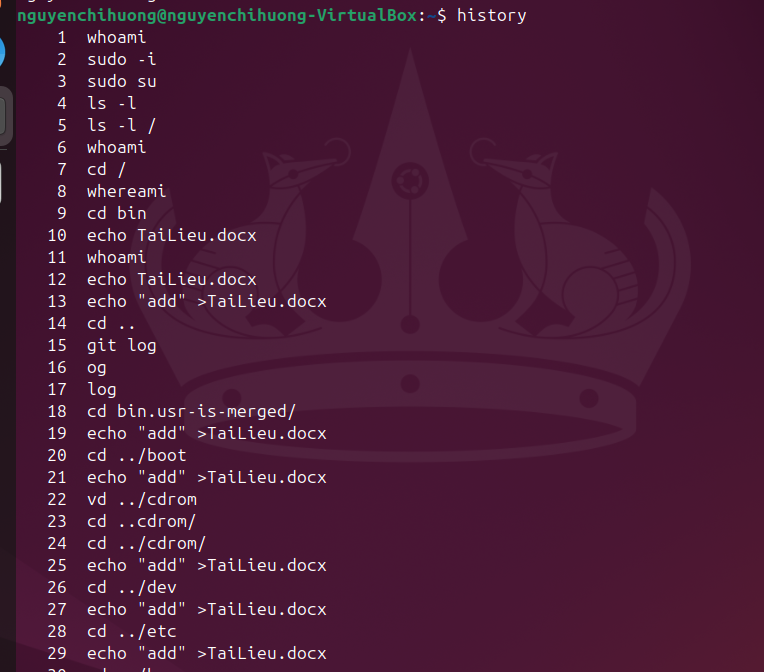 nguyenchihuong@nguyenchihuong-VirtualBox:~$ history
1 whoami
2 sudo -i
3 sudo su
4 ls -l
5 ls -l /
6 whoami
7 cd /
8 whereami
9 cd bin
10 echo TaiLieu.docx
11 whoami
12 echo TaiLieu.docx
13 echo "add" >TaiLieu.docx
14 cd ..
15 git log
16 og
17 log
18 cd bin.usr-is-merged/
19 echo "add" >TaiLieu.docx
20 cd ../boot
21 echo "add" >TaiLieu.docx
22 vd ../cdrom
23 cd ..cdrom/
24 cd ../cdrom/
25 echo "add" >TaiLieu.docx
26 cd ../dev
27 echo "add" >TaiLieu.docx
28 cd ../etc
29 echo "add" >TaiLieu.docx